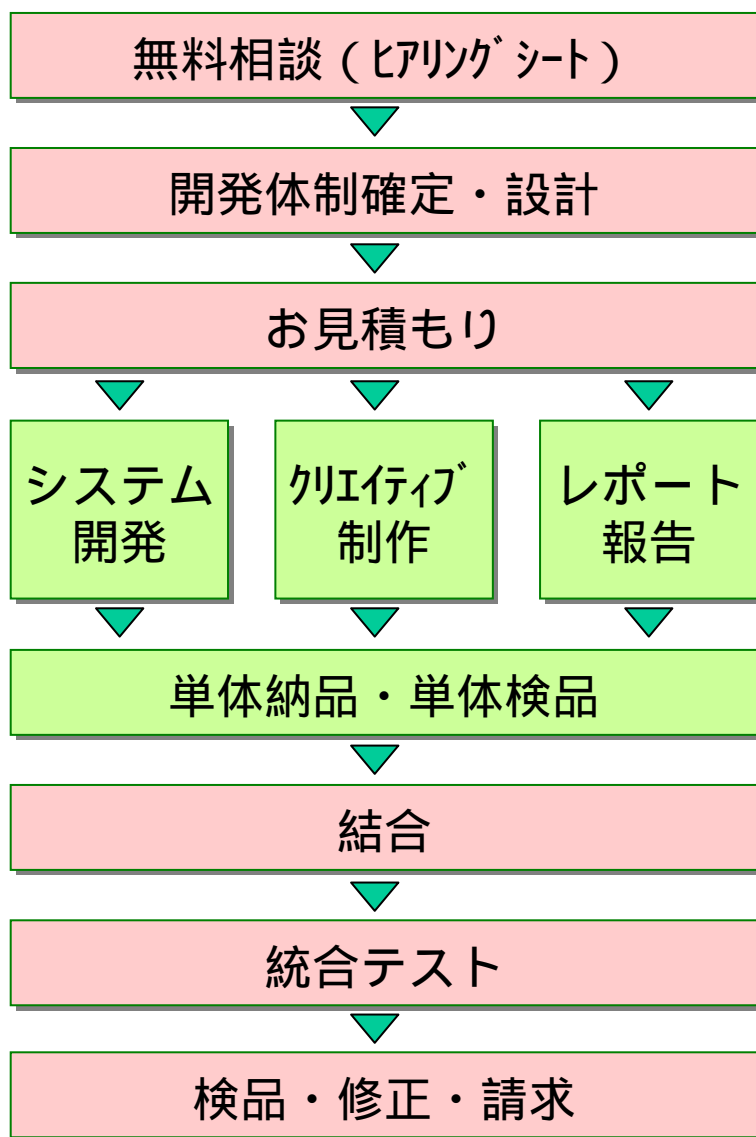 無料相談（ﾋｱﾘﾝｸﾞｼｰﾄ）
開発体制確定・設計
お見積もり
システム
開発
ｸﾘｴｲﾃｨﾌﾞ
制作
レポート
報告
単体納品・単体検品
結合
統合テスト
検品・修正・請求